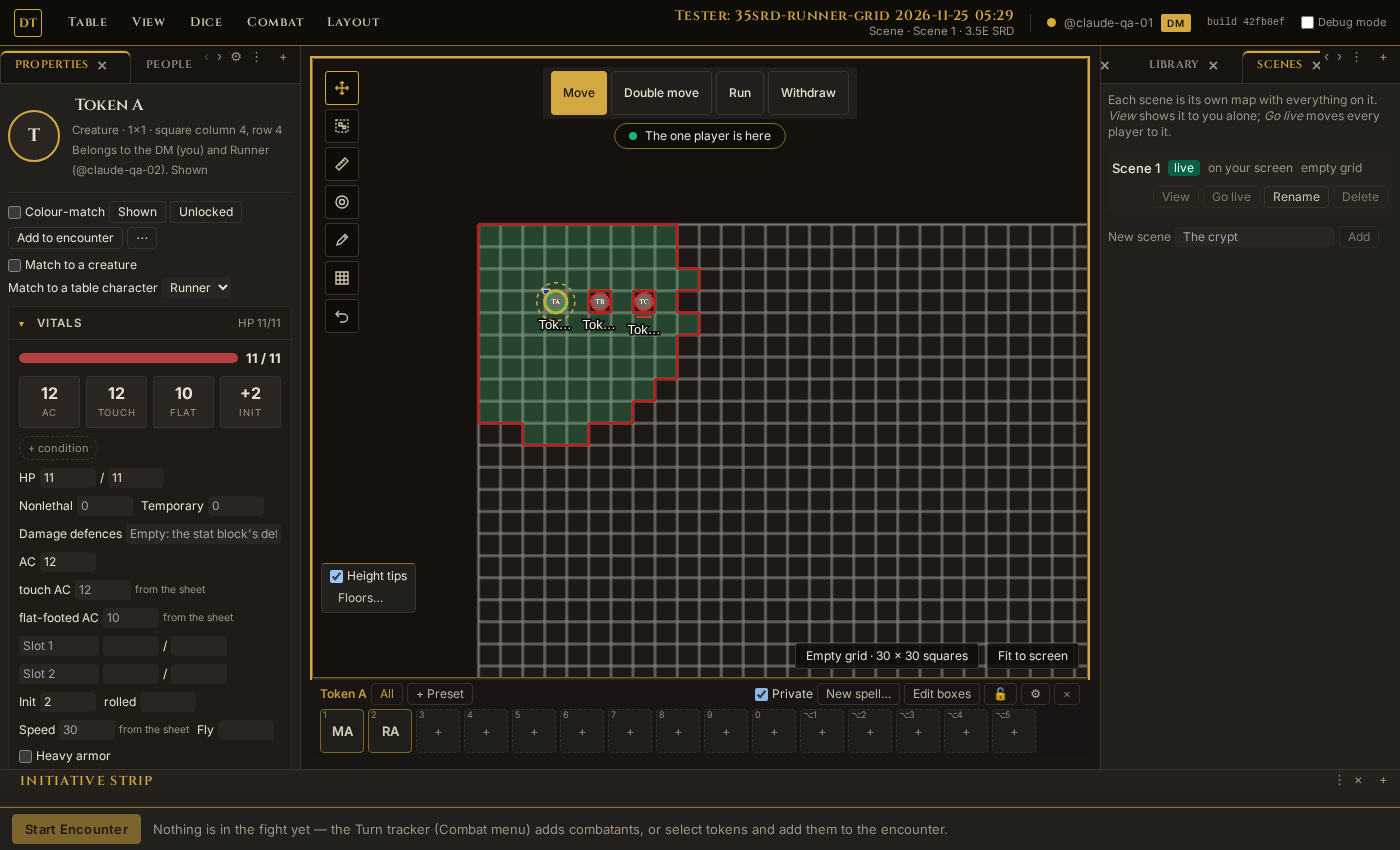 DT TABLE VIEW DICE COMBAT LAYOUT
TESTER: 35SRD-RUNNER-GRID 2026-11-25 05:29
Scene · Scene 1 · 3.5E SRD
@claude-qa-01 DM build 42fb8ef Debug mode
PROPERTIES × PEOPLE ‹ › ⚙ ⋮ +
T
TOKEN A
Creature · 1×1 · square column 4, row 4
Belongs to the DM (you) and Runner
(@claude-qa-02). Shown
Colour-match Shown Unlocked
Add to encounter ⋯
Match to a creature
Match to a table character Runner
▾ VITALS HP 11/11
11 / 11
12 12 10 +2
AC TOUCH FLAT INIT
+ condition
HP 11 / 11
Nonlethal 0 Temporary 0
Damage defences Empty: the stat block's def
AC 12
touch AC 12 from the sheet
flat-footed AC 10 from the sheet
Slot 1 /
Slot 2 /
Init 2 rolled
Speed 30 from the sheet Fly
Heavy armor
Move Double move Run Withdraw
The one player is here
TA TB TC
Tok… Tok… Tok…
Height tips
Floors…
Empty grid · 30 × 30 squares Fit to screen
Token A All + Preset Private New spell… Edit boxes 🔓 ⚙ ×
1 2 3 4 5 6 7 8 9 0 ⌥1 ⌥2 ⌥3 ⌥4 ⌥5
MA RA + + + + + + + + + + + + +
× LIBRARY × SCENES × ‹ › ⋮ +
Each scene is its own map with everything on it.
View shows it to you alone; Go live moves every
player to it.
Scene 1 live on your screen empty grid
View Go live Rename Delete
New scene The crypt Add
INITIATIVE STRIP ⋮ × +
Start Encounter Nothing is in the fight yet — the Turn tracker (Combat menu) adds combatants, or select tokens and add them to the encounter.